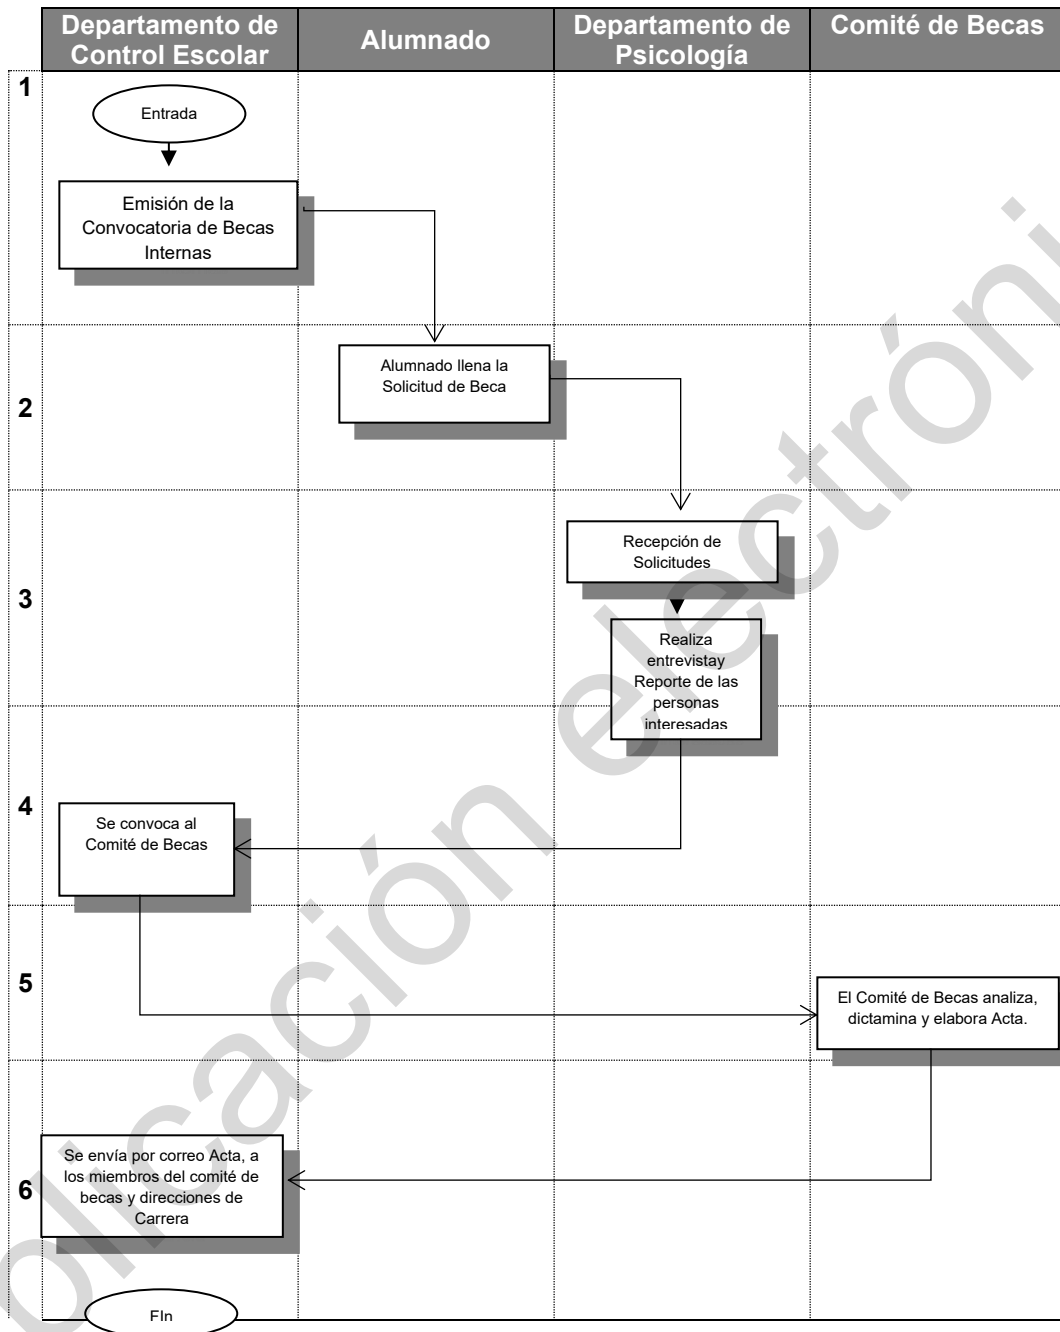 Departamento de
Control Escolar
Alumnado
Departamento de
Psicología
Comité de Becas
1
Entrada
Emisión de la
Convocatoria de Becas
Internas
2
Alumnado llena la
Solicitud de Beca
3
Recepción de
Solicitudes
Realiza
entrevistay
Reporte de las
personas
interesadas
4
Se convoca al
Comité de Becas
5
El Comité de Becas analiza,
dictamina y elabora Acta.
6
Se envía por correo Acta, a
los miembros del comité de
becas y direcciones de
Carrera
FIn
plicación electróni